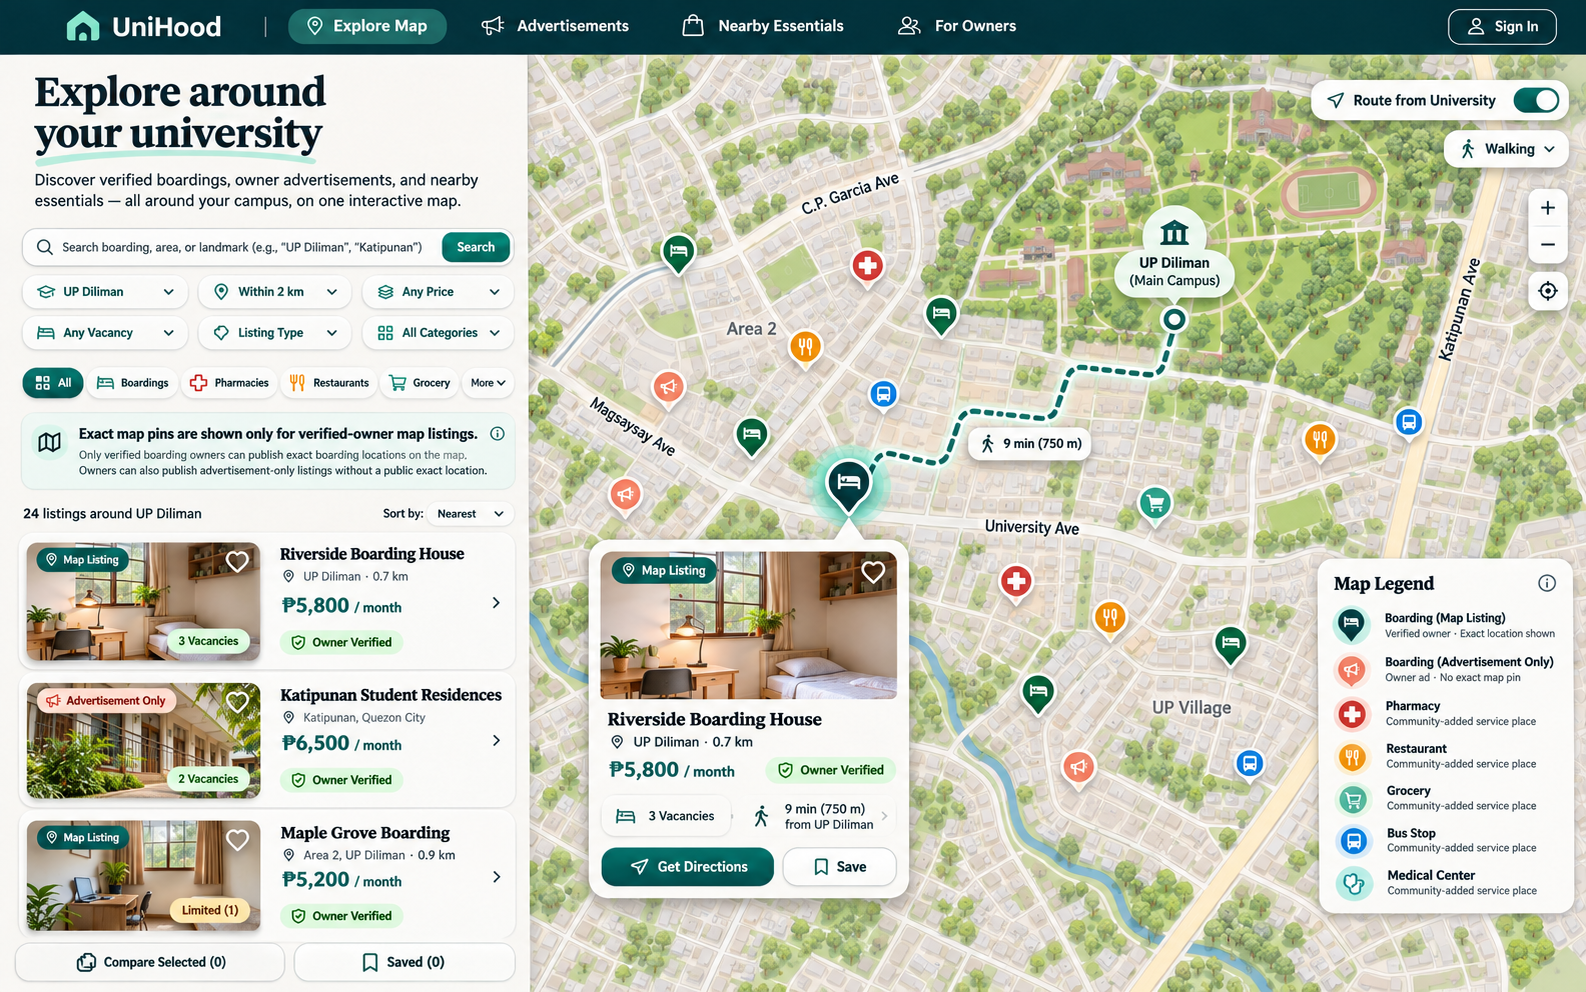 UniHood
Explore Map
Advertisements
Nearby Essentials
For Owners
Sign In
Explore around
your university
Discover verified boardings, owner advertisements, and nearby
essentials — all around your campus, on one interactive map.
Search boarding, area, or landmark (e.g., "UP Diliman", "Katipunan")
Search
UP Diliman
Within 2 km
Any Price
Any Vacancy
Listing Type
All Categories
All
Boardings
Pharmacies
Restaurants
Grocery
More
Exact map pins are shown only for verified-owner map listings.
Only verified boarding owners can publish exact boarding locations on the map.
Owners can also publish advertisement-only listings without a public exact location.
24 listings around UP Diliman
Sort by:
Nearest
Map Listing
3 Vacancies
Riverside Boarding House
UP Diliman · 0.7 km
₱5,800 / month
Owner Verified
Advertisement Only
2 Vacancies
Katipunan Student Residences
Katipunan, Quezon City
₱6,500 / month
Owner Verified
Map Listing
Limited (1)
Maple Grove Boarding
Area 2, UP Diliman · 0.9 km
₱5,200 / month
Owner Verified
Compare Selected (0)
Saved (0)
Route from University
Walking
+
−
C.P. Garcia Ave
UP Diliman
(Main Campus)
Katipunan Ave
Area 2
Magsaysay Ave
9 min (750 m)
University Ave
UP Village
Map Listing
Riverside Boarding House
UP Diliman · 0.7 km
₱5,800 / month
Owner Verified
3 Vacancies
9 min (750 m)
from UP Diliman
Get Directions
Save
Map Legend
Boarding (Map Listing)
Verified owner · Exact location shown
Boarding (Advertisement Only)
Owner ad · No exact map pin
Pharmacy
Community-added service place
Restaurant
Community-added service place
Grocery
Community-added service place
Bus Stop
Community-added service place
Medical Center
Community-added service place